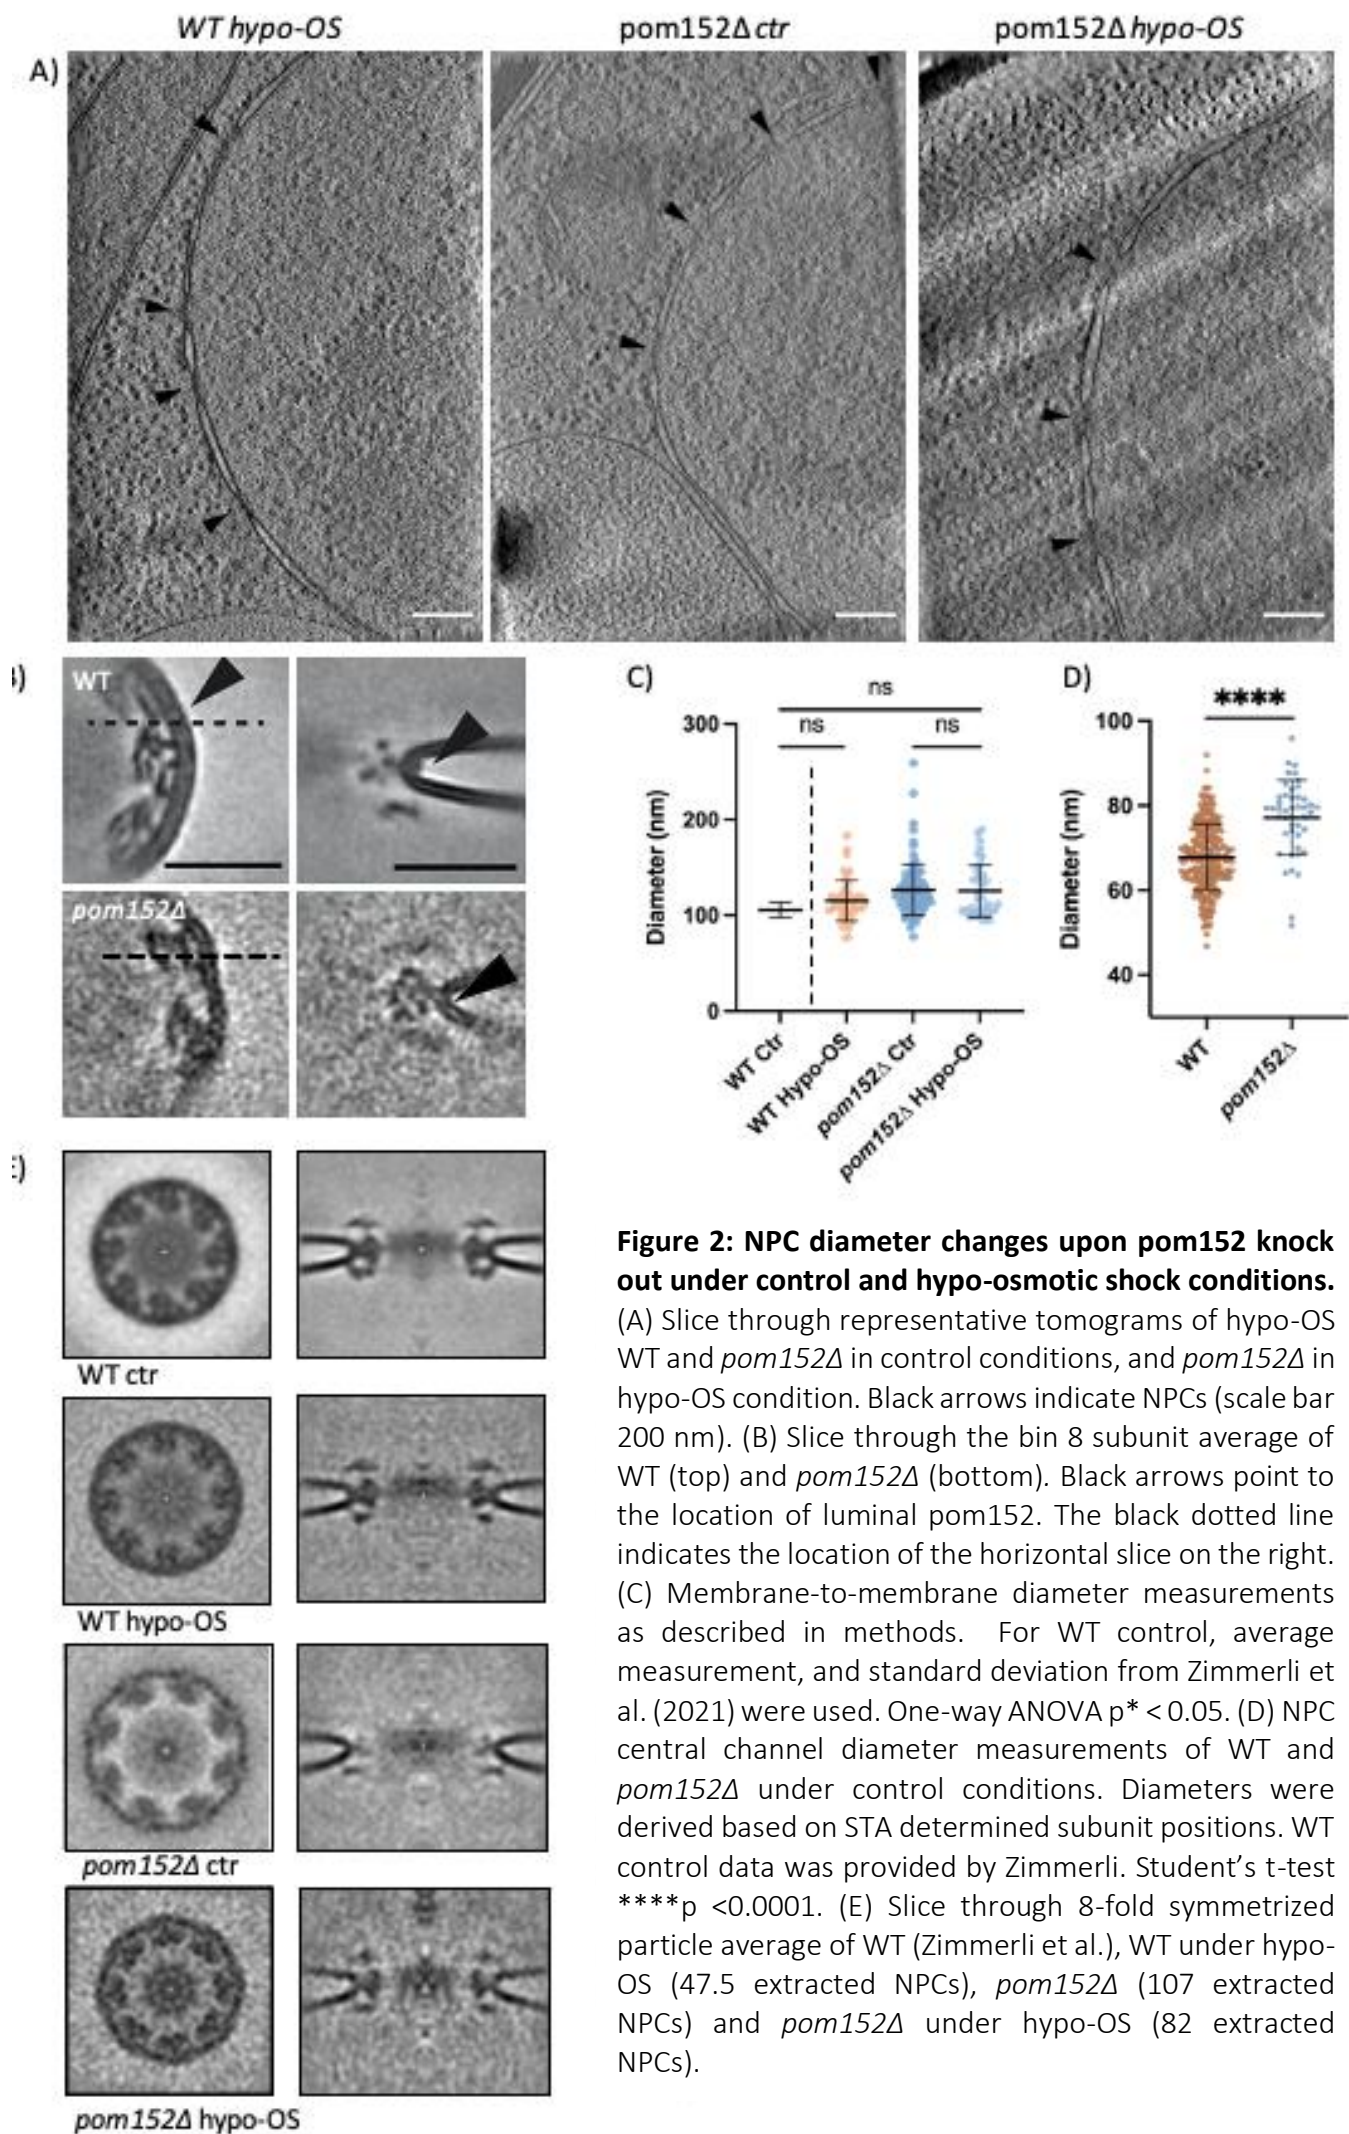 WT hypo-OS
pom152Δ ctr
pom152Δ hypo-OS
A)
)
WT
pom152Δ
C)
ns
ns
ns
300
200
100
0
Diameter (nm)
WT Ctr
WT Hypo-OS
pom152Δ Ctr
pom152Δ Hypo-OS
D)
****
100
80
60
40
Diameter (nm)
WT
pom152Δ
)
WT ctr
WT hypo-OS
pom152Δ ctr
pom152Δ hypo-OS
Figure 2: NPC diameter changes upon pom152 knock
out under control and hypo-osmotic shock conditions.
(A) Slice through representative tomograms of hypo-OS
WT and pom152Δ in control conditions, and pom152Δ in
hypo-OS condition. Black arrows indicate NPCs (scale bar
200 nm). (B) Slice through the bin 8 subunit average of
WT (top) and pom152Δ (bottom). Black arrows point to
the location of luminal pom152. The black dotted line
indicates the location of the horizontal slice on the right.
(C) Membrane-to-membrane diameter measurements
as described in methods. For WT control, average
measurement, and standard deviation from Zimmerli et
al. (2021) were used. One-way ANOVA p* < 0.05. (D) NPC
central channel diameter measurements of WT and
pom152Δ under control conditions. Diameters were
derived based on STA determined subunit positions. WT
control data was provided by Zimmerli. Student’s t-test
****p <0.0001. (E) Slice through 8-fold symmetrized
particle average of WT (Zimmerli et al.), WT under hypo-
OS (47.5 extracted NPCs), pom152Δ (107 extracted
NPCs) and pom152Δ under hypo-OS (82 extracted
NPCs).